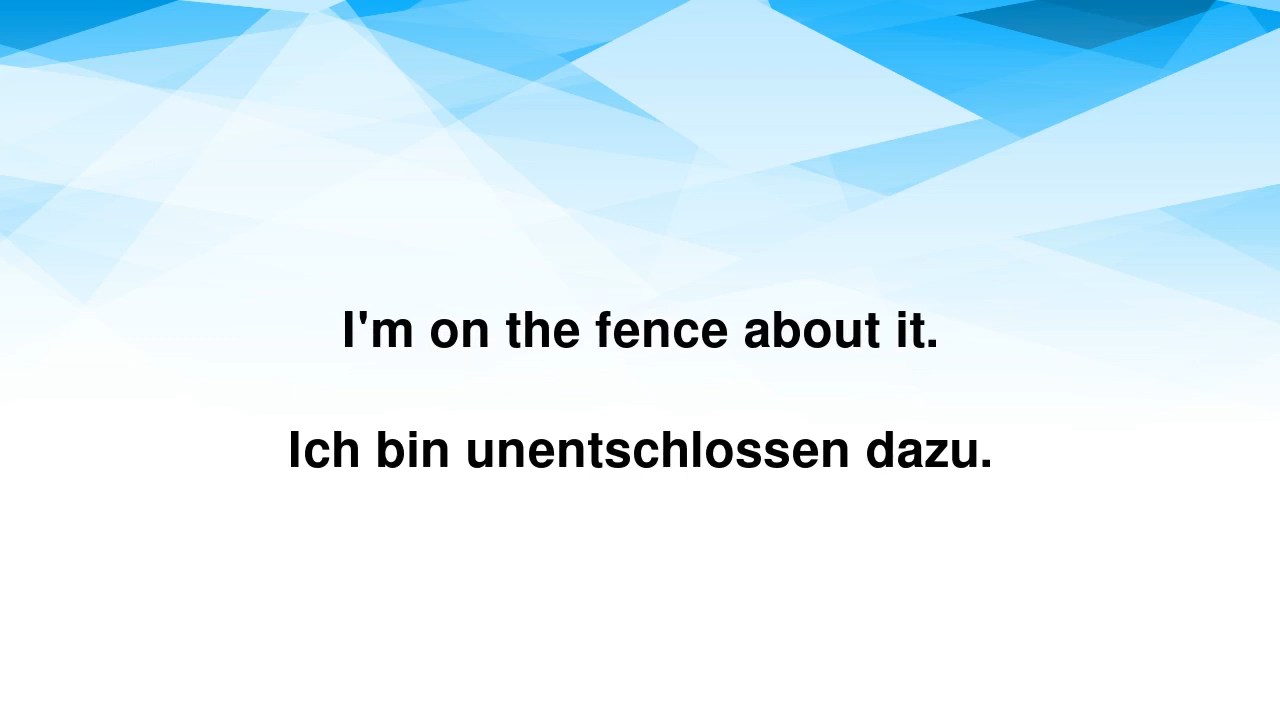 I'm on the fence about it.
Ich bin unentschlossen dazu.